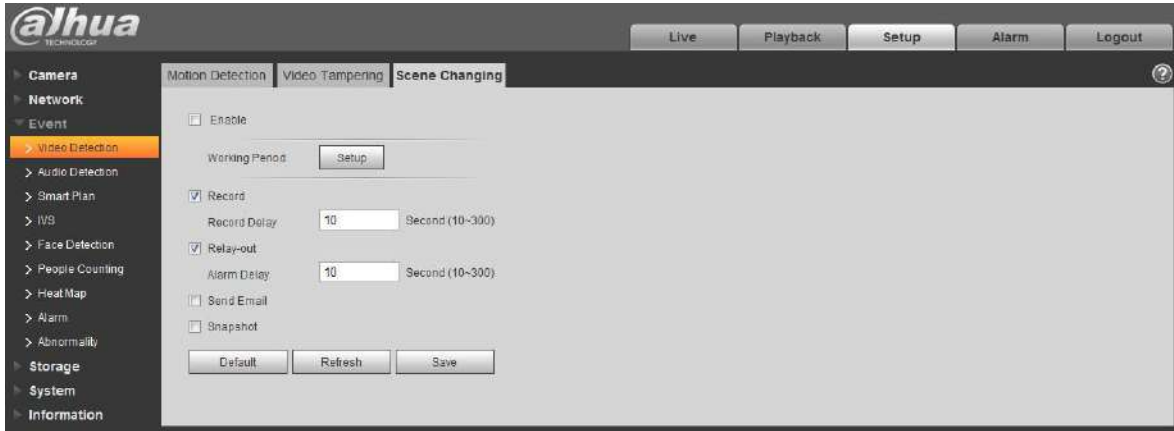 alhua
TECHNOLOGY
Live Playback Setup Alarm Logout
Camera
Network
Event
Video Detection
Audio Detection
Smart Plan
IVS
Face Detection
People Counting
Heat Map
Alarm
Abnormality
Storage
System
Information
Motion Detection Video Tampering Scene Changing
?
Enable
Working Period Setup
Record
Record Delay 10 Second (10~300)
Relay-out
Alarm Delay 10 Second (10~300)
Send Email
Snapshot
Default Refresh Save